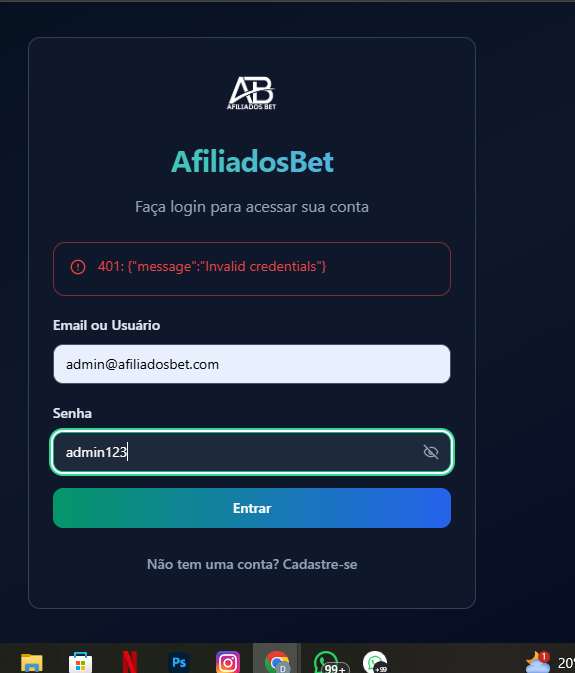 AB
AFILIADOS BET
AfiliadosBet
Faça login para acessar sua conta
401: {"message":"Invalid credentials"}
Email ou Usuário
admin@afiliadosbet.com
Senha
admin123
Entrar
Não tem uma conta? Cadastre-se
N Ps D 99+ +99 1 20°